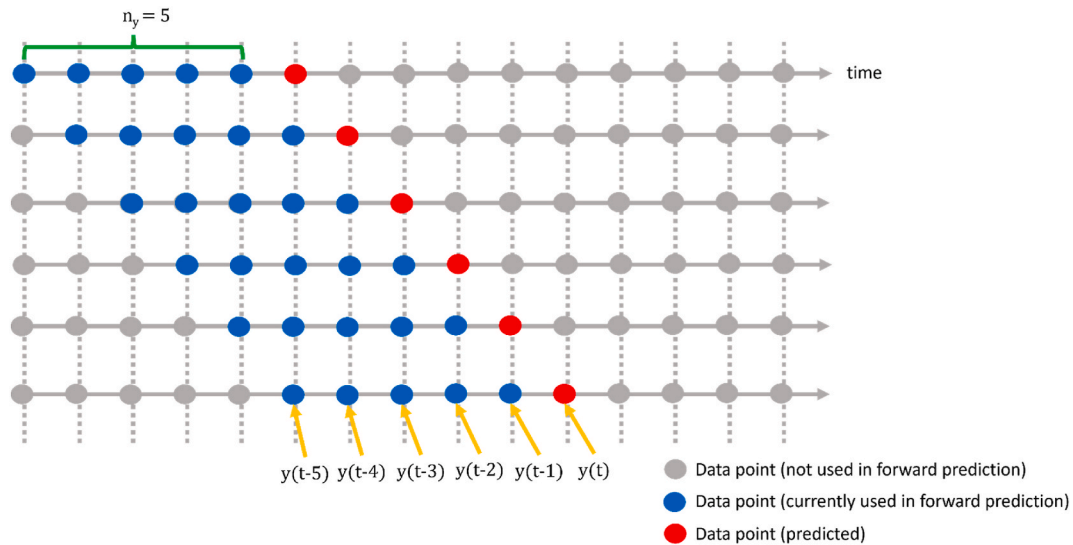 n_y = 5
time
y(t-5) y(t-4) y(t-3) y(t-2) y(t-1) y(t)
Data point (not used in forward prediction)
Data point (currently used in forward prediction)
Data point (predicted)